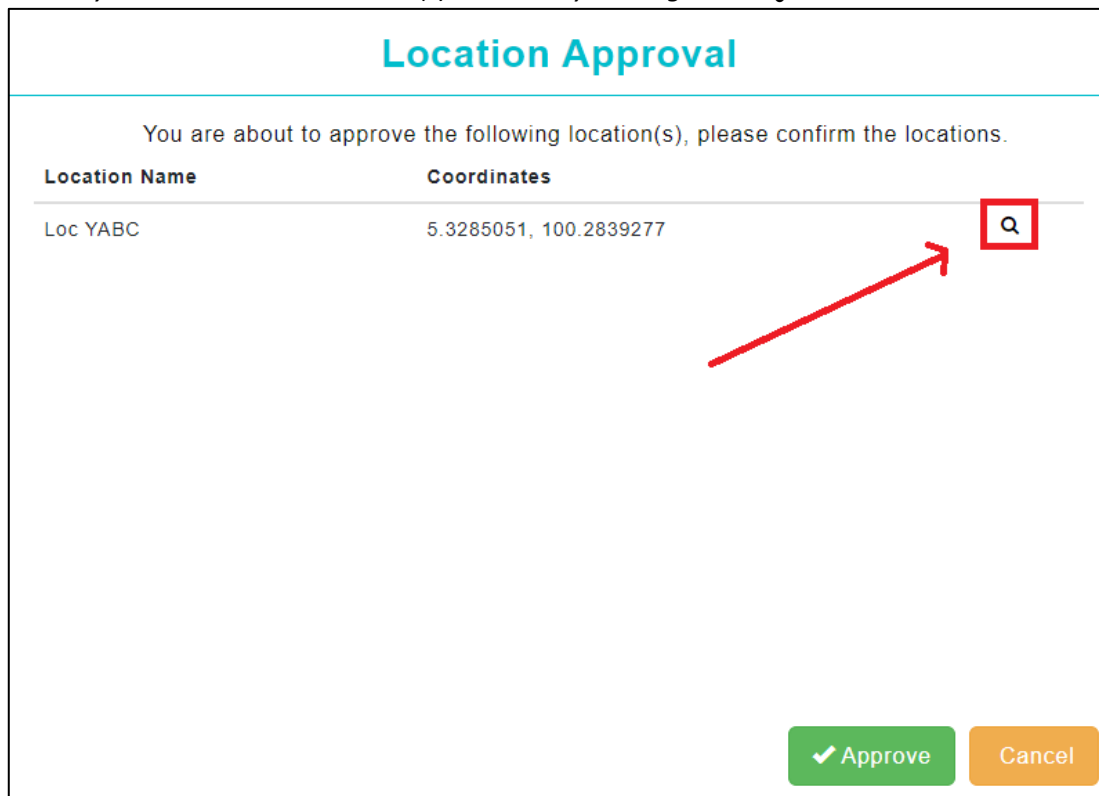 Location Approval
You are about to approve the following location(s), please confirm the locations.
Location Name Coordinates
Loc YABC 5.3285051, 100.2839277
Approve Cancel